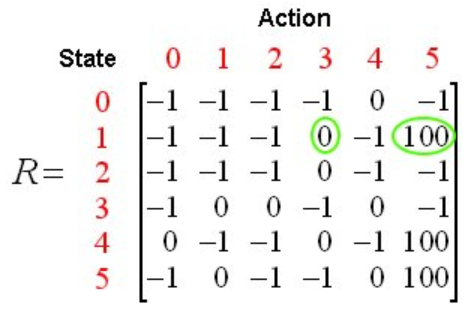 Action
State 0 1 2 3 4 5
0 -1 -1 -1 -1 0 -1
1 -1 -1 -1 0 -1 100
R= 2 -1 -1 -1 0 -1 -1
3 -1 0 0 -1 0 -1
4 0 -1 -1 0 -1 100
5 -1 0 -1 -1 0 100